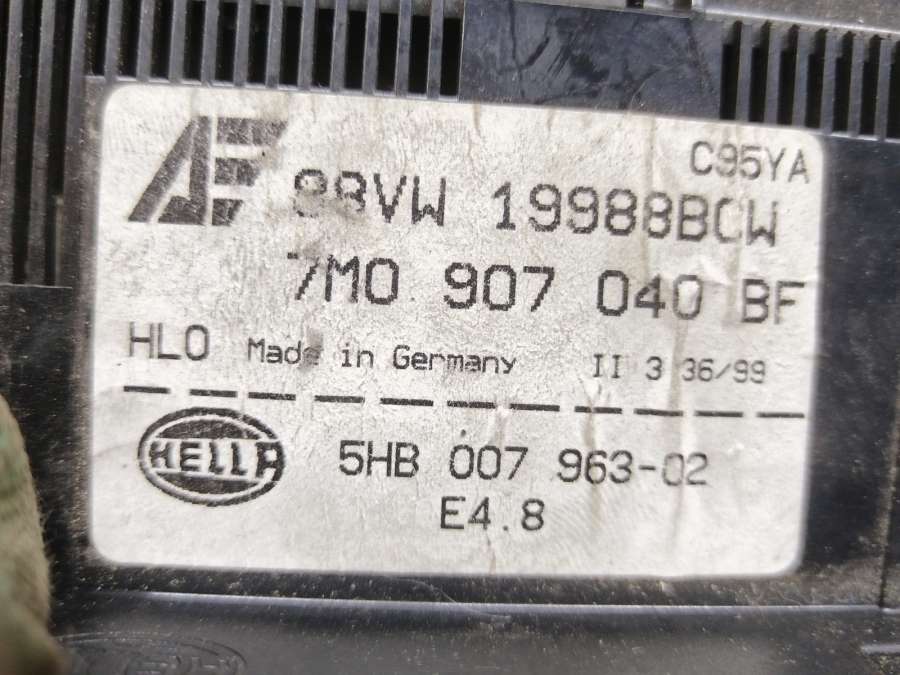 C95YA
AF 98VW 19988BCW
7M0 907 040 BF
HLO Made in Germany II 3 36/99
HELLA 5HB 007 963-02
E4.8